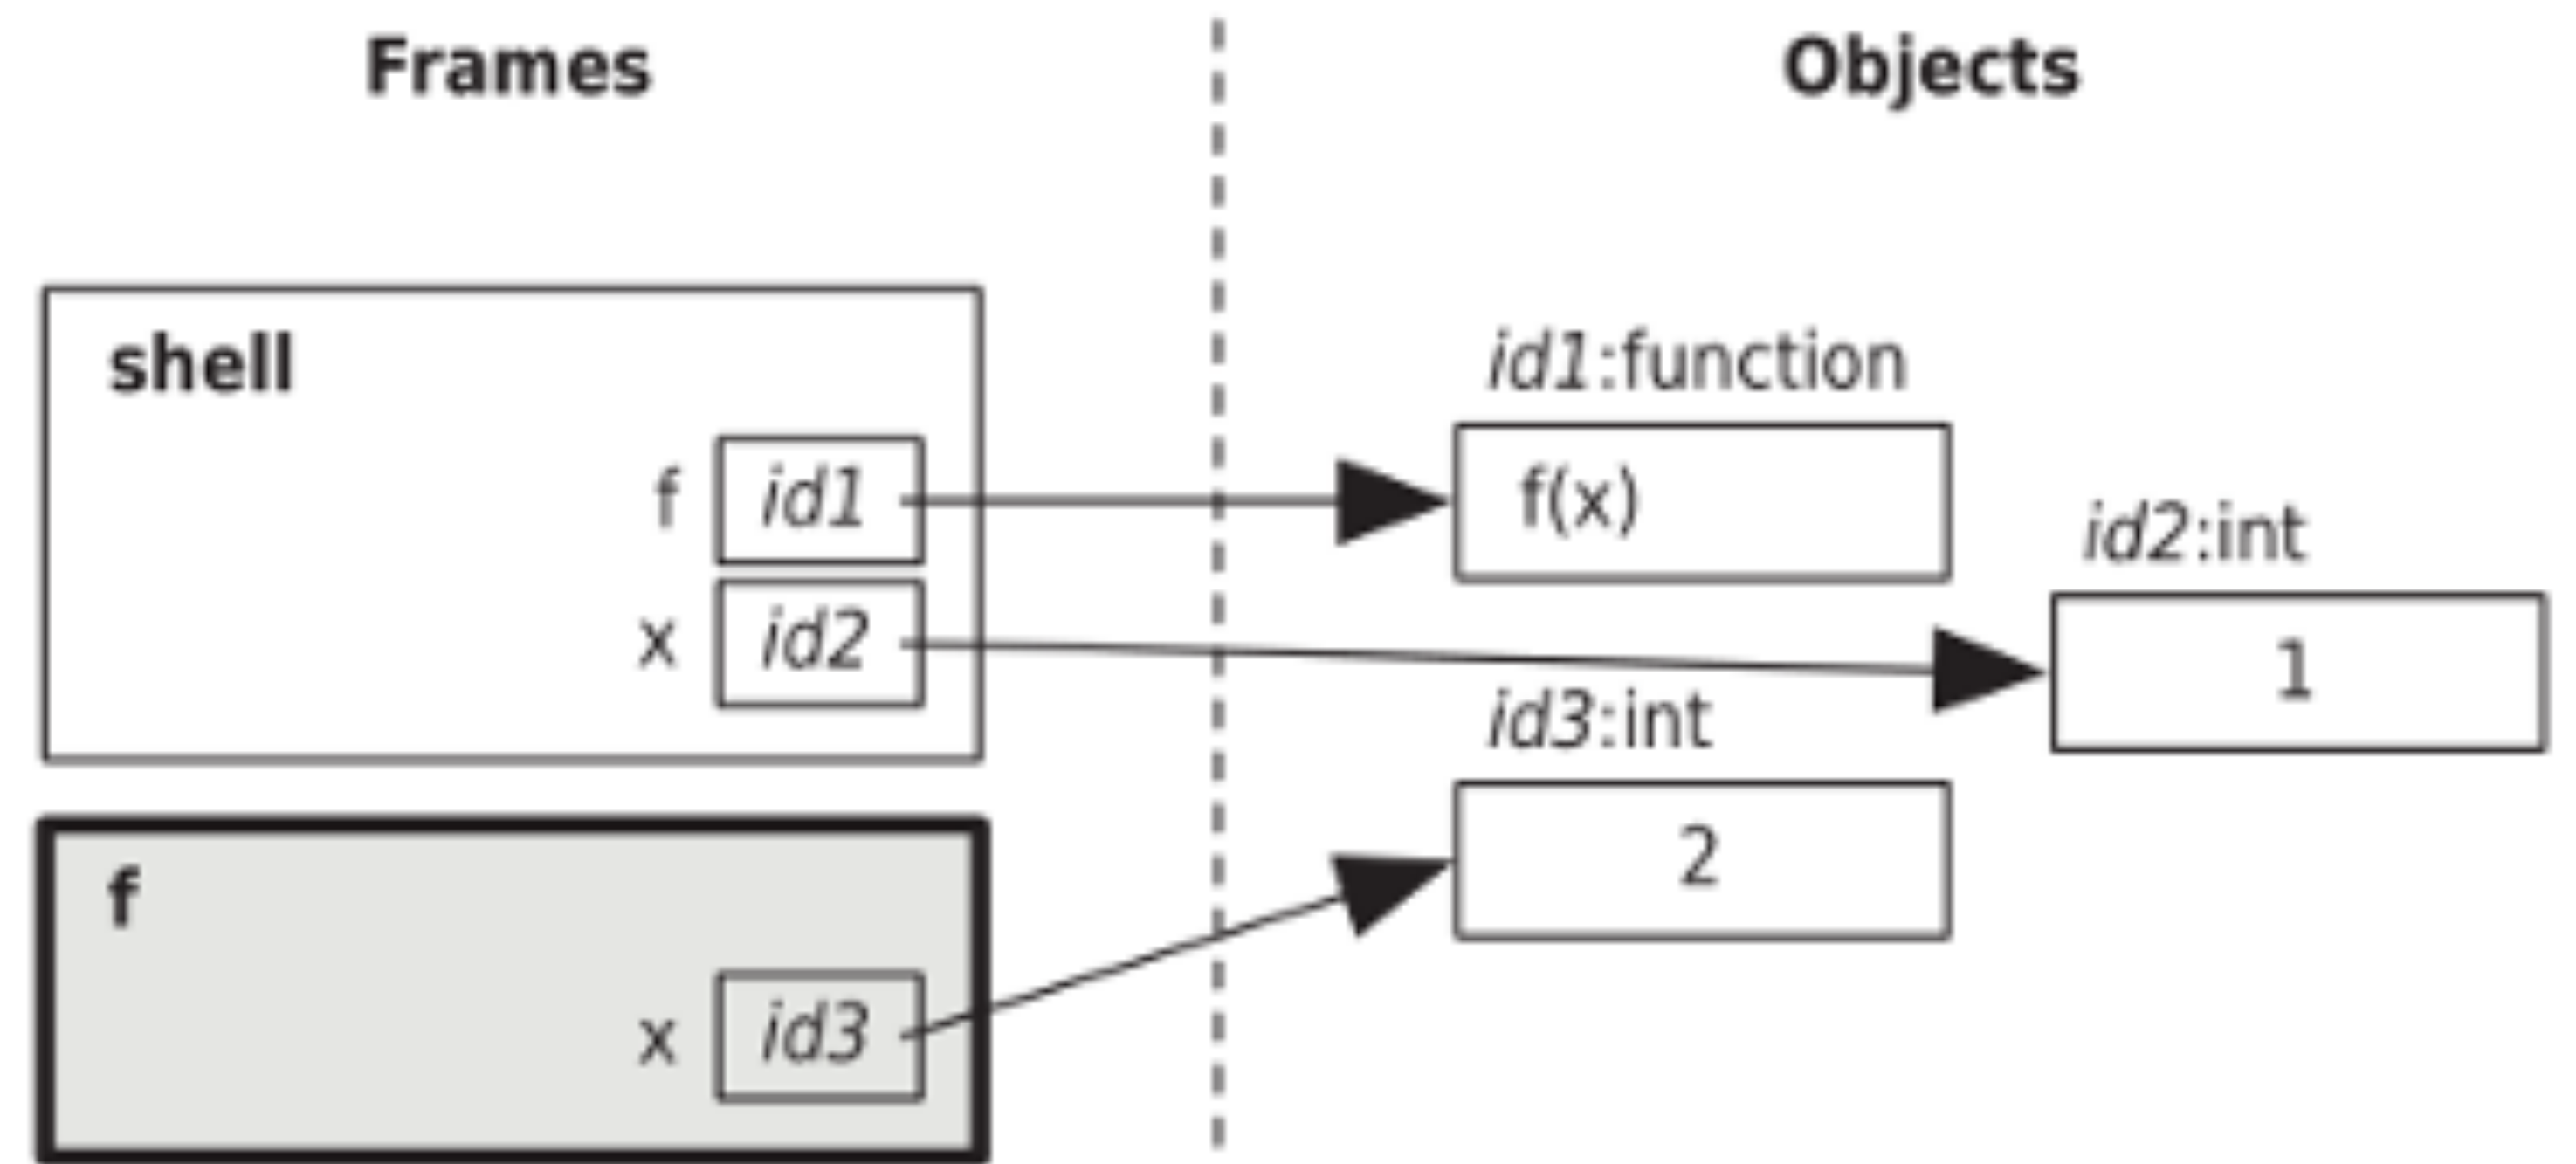 Frames
Objects
shell
id1:function
f id1
f(x)
id2:int
x id2
1
id3:int
2
f
x id3